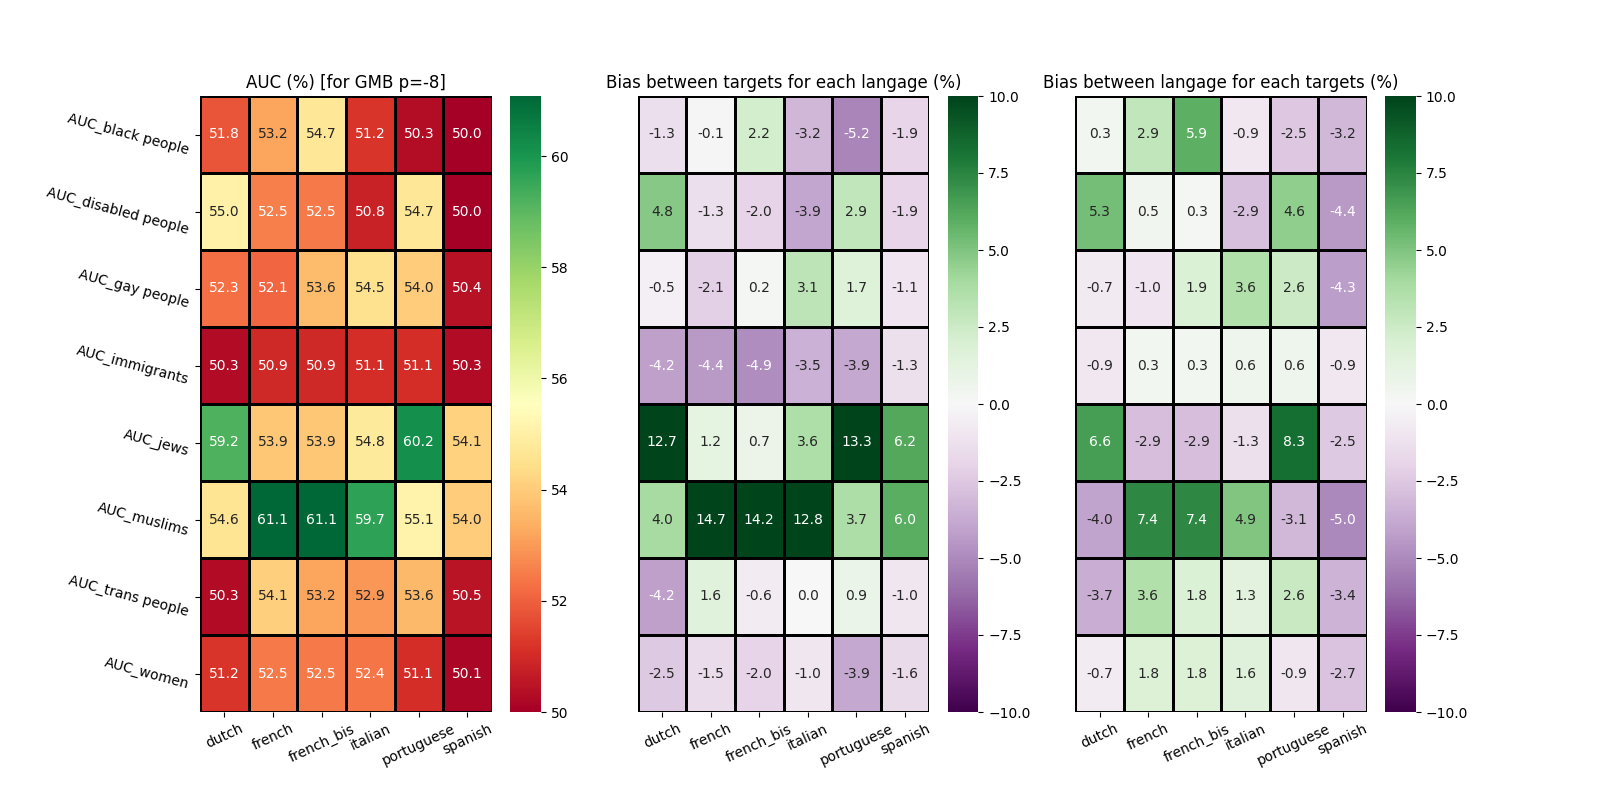 AUC (%) [for GMB p=-8]
Bias between targets for each langage (%)
Bias between langage for each targets (%)
AUC_black people 51.8 53.2 54.7 51.2 50.3 50.0
-1.3 -0.1 2.2 -3.2 -5.2 -1.9
0.3 2.9 5.9 -0.9 -2.5 -3.2
AUC_disabled people 55.0 52.5 52.5 50.8 54.7 50.0
4.8 -1.3 -2.0 -3.9 2.9 -1.9
5.3 0.5 0.3 -2.9 4.6 -4.4
AUC_gay people 52.3 52.1 53.6 54.5 54.0 50.4
-0.5 -2.1 0.2 3.1 1.7 -1.1
-0.7 -1.0 1.9 3.6 2.6 -4.3
AUC_immigrants 50.3 50.9 50.9 51.1 51.1 50.3
-4.2 -4.4 -4.9 -3.5 -3.9 -1.3
-0.9 0.3 0.3 0.6 0.6 -0.9
AUC_jews 59.2 53.9 53.9 54.8 60.2 54.1
12.7 1.2 0.7 3.6 13.3 6.2
6.6 -2.9 -2.9 -1.3 8.3 -2.5
AUC_muslims 54.6 61.1 61.1 59.7 55.1 54.0
4.0 14.7 14.2 12.8 3.7 6.0
-4.0 7.4 7.4 4.9 -3.1 -5.0
AUC_trans people 50.3 54.1 53.2 52.9 53.6 50.5
-4.2 1.6 -0.6 0.0 0.9 -1.0
-3.7 3.6 1.8 1.3 2.6 -3.4
AUC_women 51.2 52.5 52.5 52.4 51.1 50.1
-2.5 -1.5 -2.0 -1.0 -3.9 -1.6
-0.7 1.8 1.8 1.6 -0.9 -2.7
dutch french french_bis italian portuguese spanish
dutch french french_bis italian portuguese spanish
dutch french french_bis italian portuguese spanish
60
58
56
54
52
50
10.0
7.5
5.0
2.5
0.0
−2.5
−5.0
−7.5
−10.0
10.0
7.5
5.0
2.5
0.0
−2.5
−5.0
−7.5
−10.0